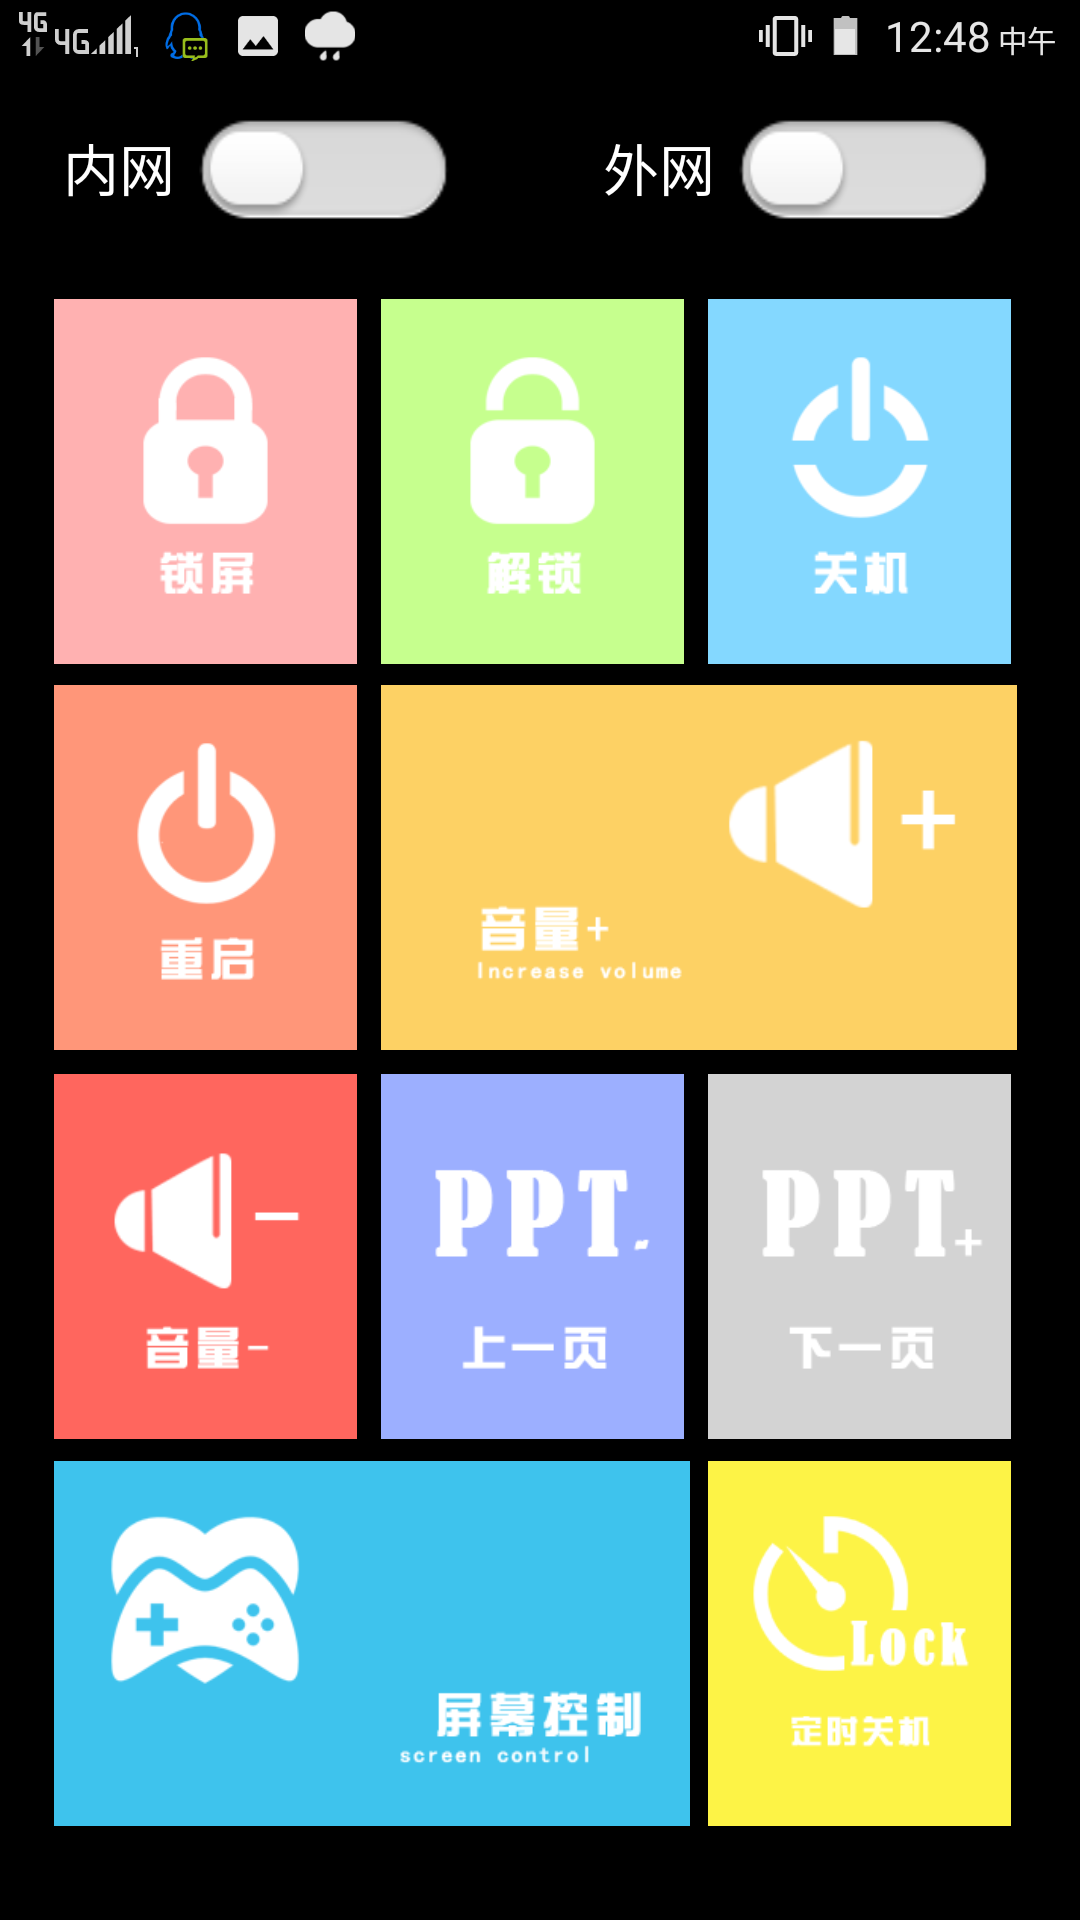 4G 4G 1 12:48 中午
内网 外网
锁屏 解锁 关机
重启
音量+
Increase volume
PPT- PPT+
音量- 上一页 下一页
Lock
屏幕控制
screen control
定时关机